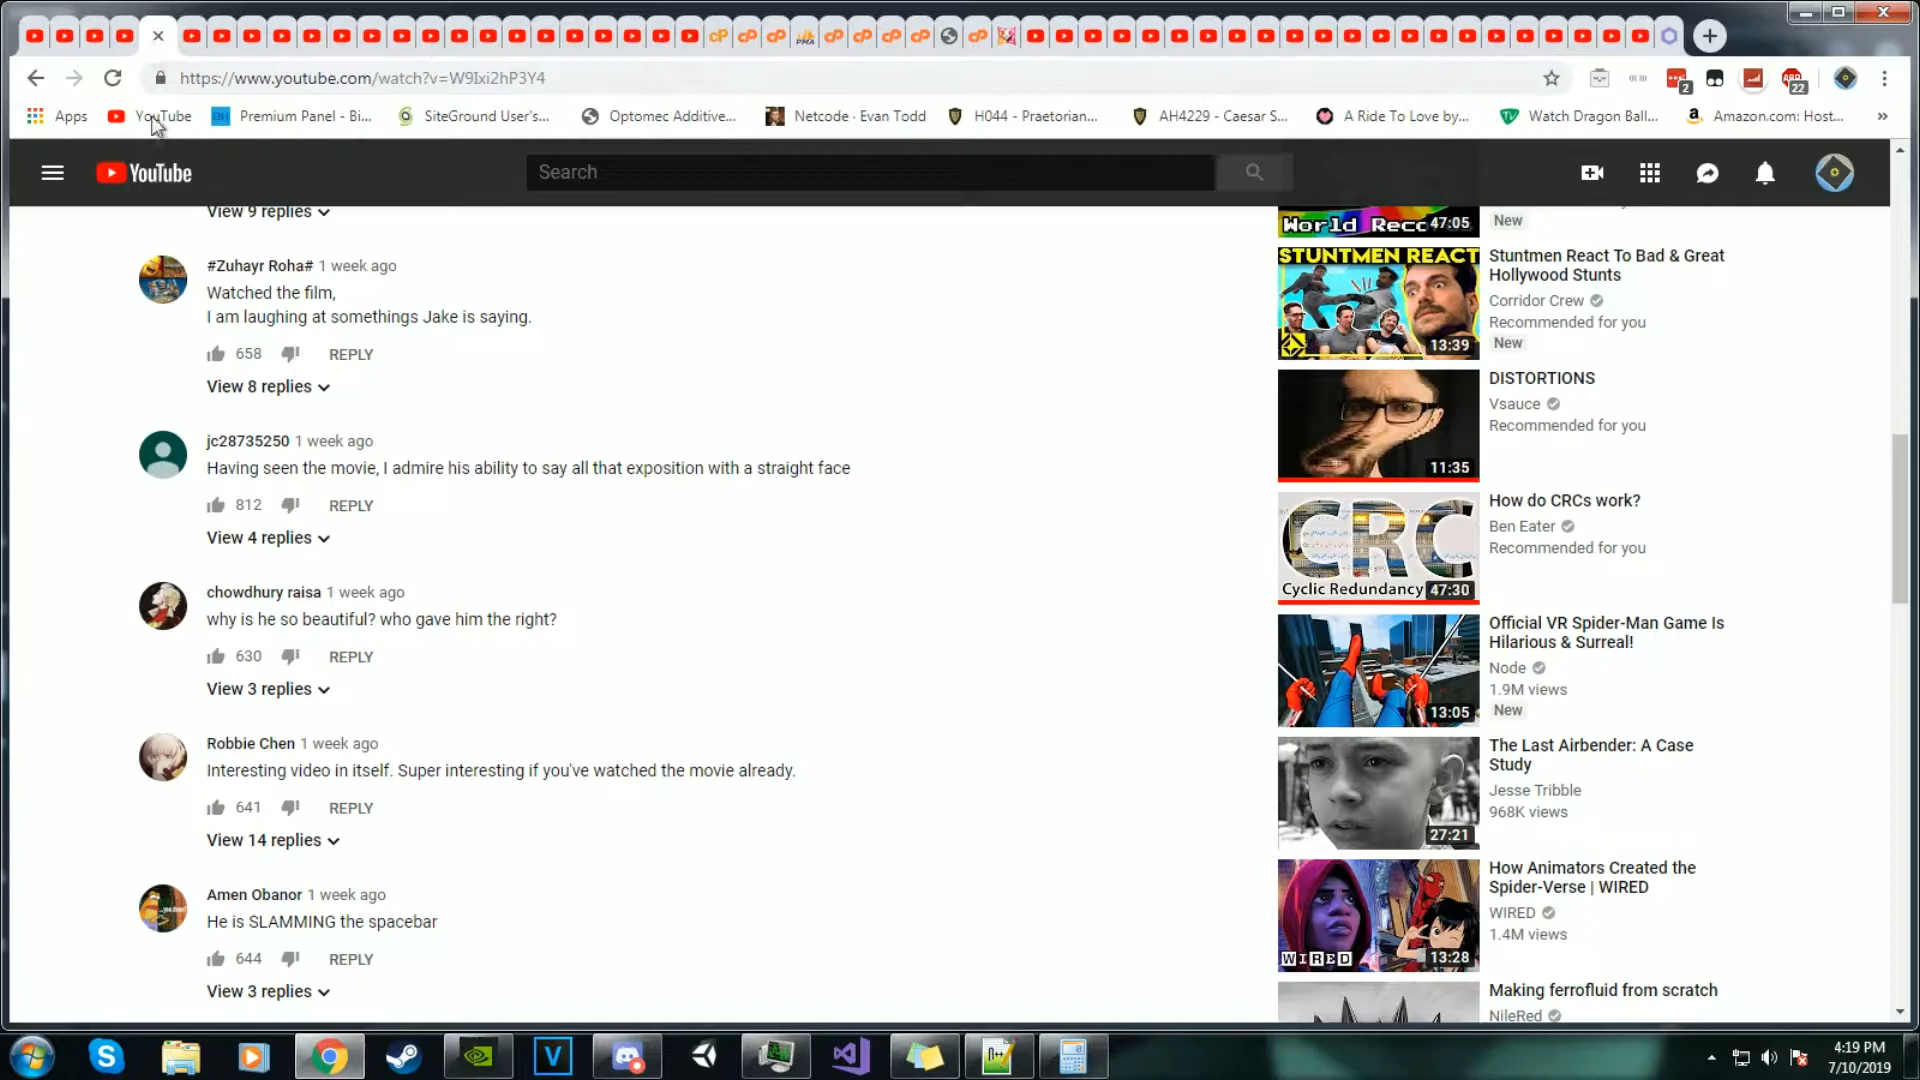 https://www.youtube.com/watch?v=W9Ixi2hP3Y4
2
22
Apps
YouTube
Premium Panel - Bi...
SiteGround User's...
Optomec Additive...
Netcode · Evan Todd
H044 - Praetorian...
AH4229 - Caesar S...
A Ride To Love by...
Watch Dragon Ball...
Amazon.com: Host...
YouTube
Search
View 9 replies
#Zuhayr Roha# 1 week ago
Watched the film,
I am laughing at somethings Jake is saying.
658 REPLY
View 8 replies
jc28735250 1 week ago
Having seen the movie, I admire his ability to say all that exposition with a straight face
812 REPLY
View 4 replies
chowdhury raisa 1 week ago
why is he so beautiful? who gave him the right?
630 REPLY
View 3 replies
Robbie Chen 1 week ago
Interesting video in itself. Super interesting if you've watched the movie already.
641 REPLY
View 14 replies
Amen Obanor 1 week ago
He is SLAMMING the spacebar
644 REPLY
View 3 replies
World Recc 47:05
New
STUNTMEN REACT
13:39
Stuntmen React To Bad & Great
Hollywood Stunts
Corridor Crew
Recommended for you
New
11:35
DISTORTIONS
Vsauce
Recommended for you
CRC
Cyclic Redundancy 47:30
How do CRCs work?
Ben Eater
Recommended for you
13:05
Official VR Spider-Man Game Is
Hilarious & Surreal!
Node
1.9M views
New
27:21
The Last Airbender: A Case
Study
Jesse Tribble
968K views
WIRED 13:28
How Animators Created the
Spider-Verse | WIRED
WIRED
1.4M views
Making ferrofluid from scratch
NileRed
4:19 PM
7/10/2019